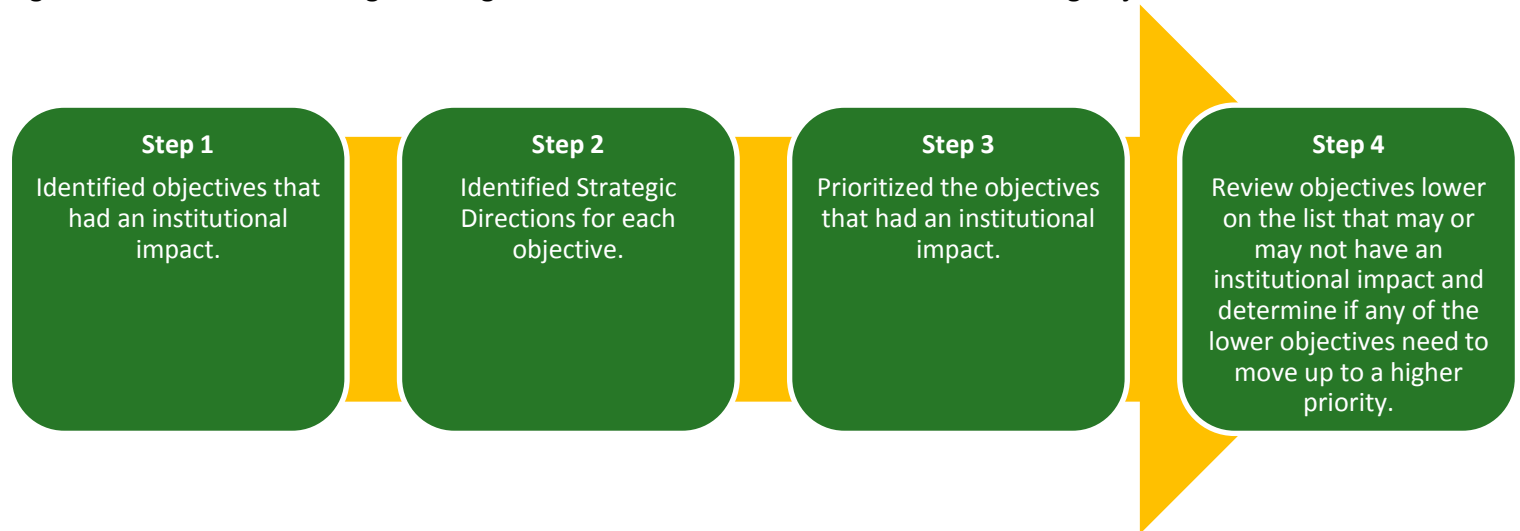 Step 1
Identified objectives that
had an institutional
impact.
Step 2
Identified Strategic
Directions for each
objective.
Step 3
Prioritized the objectives
that had an institutional
impact.
Step 4
Review objectives lower
on the list that may or
may not have an
institutional impact and
determine if any of the
lower objectives need to
move up to a higher
priority.